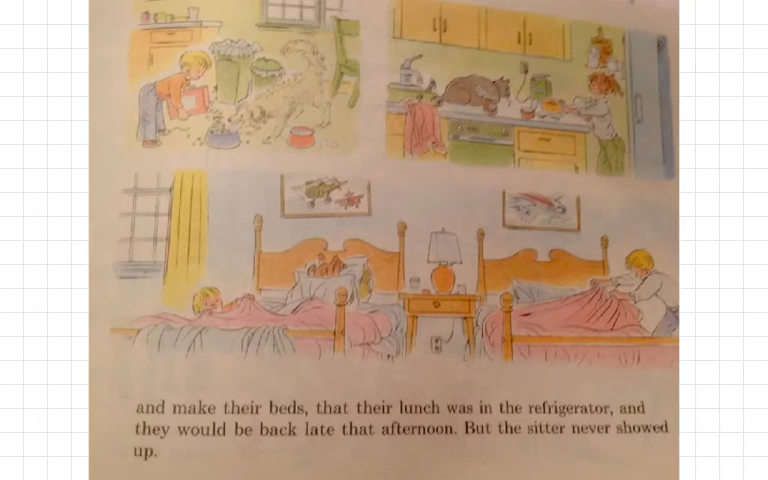 and make their beds, that their lunch was in the refrigerator, and
they would be back late that afternoon. But the sitter never showed
up.